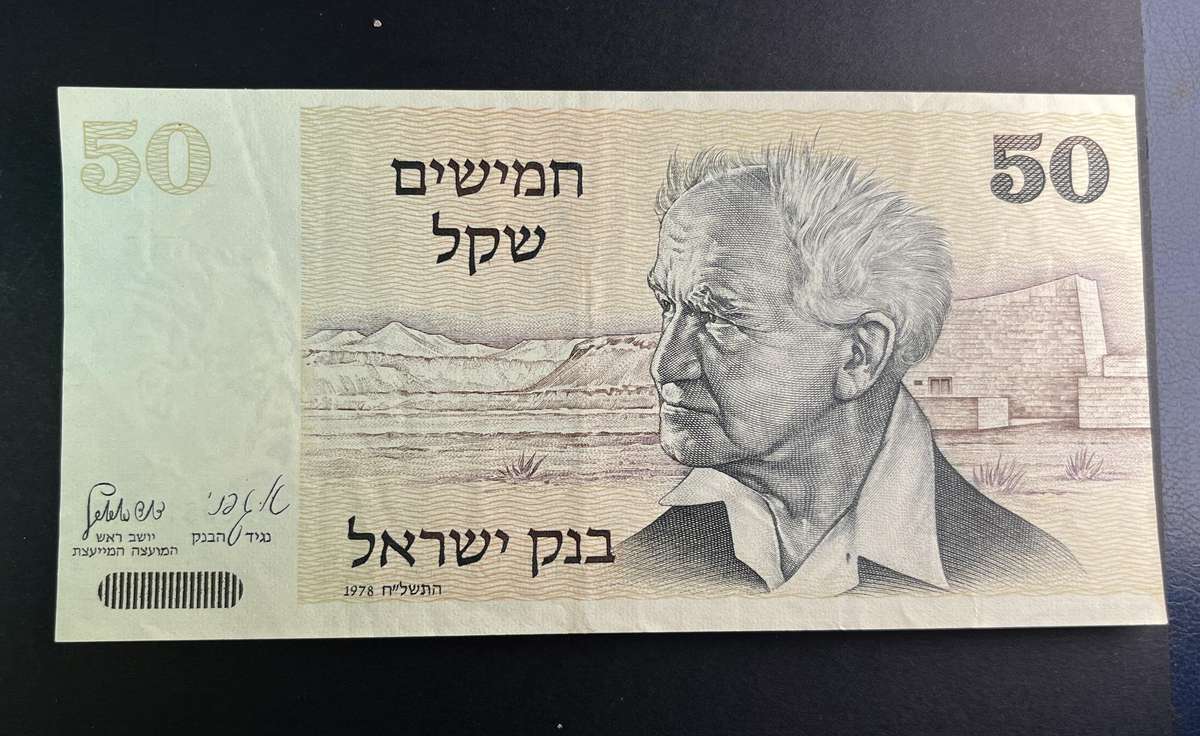 50
50
חמישים
שקל
נגיד הבנק
יושב ראש
המועצה המייעצת
בנק ישראל
התשל״ח 1978